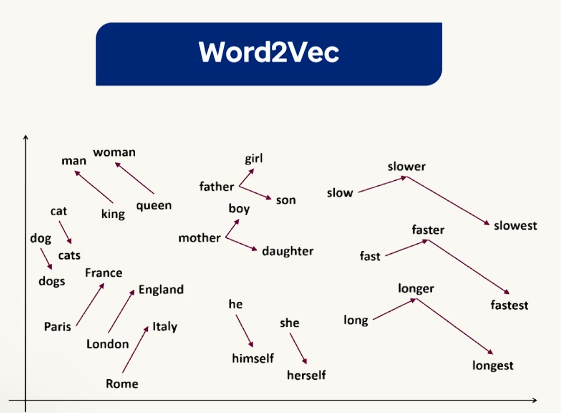 Word2Vec
man
woman
king
queen
cat
cats
dog
dogs
France
England
Italy
Paris
London
Rome
girl
father
son
boy
mother
daughter
he
himself
she
herself
slow
slower
slowest
fast
faster
fastest
long
longer
longest